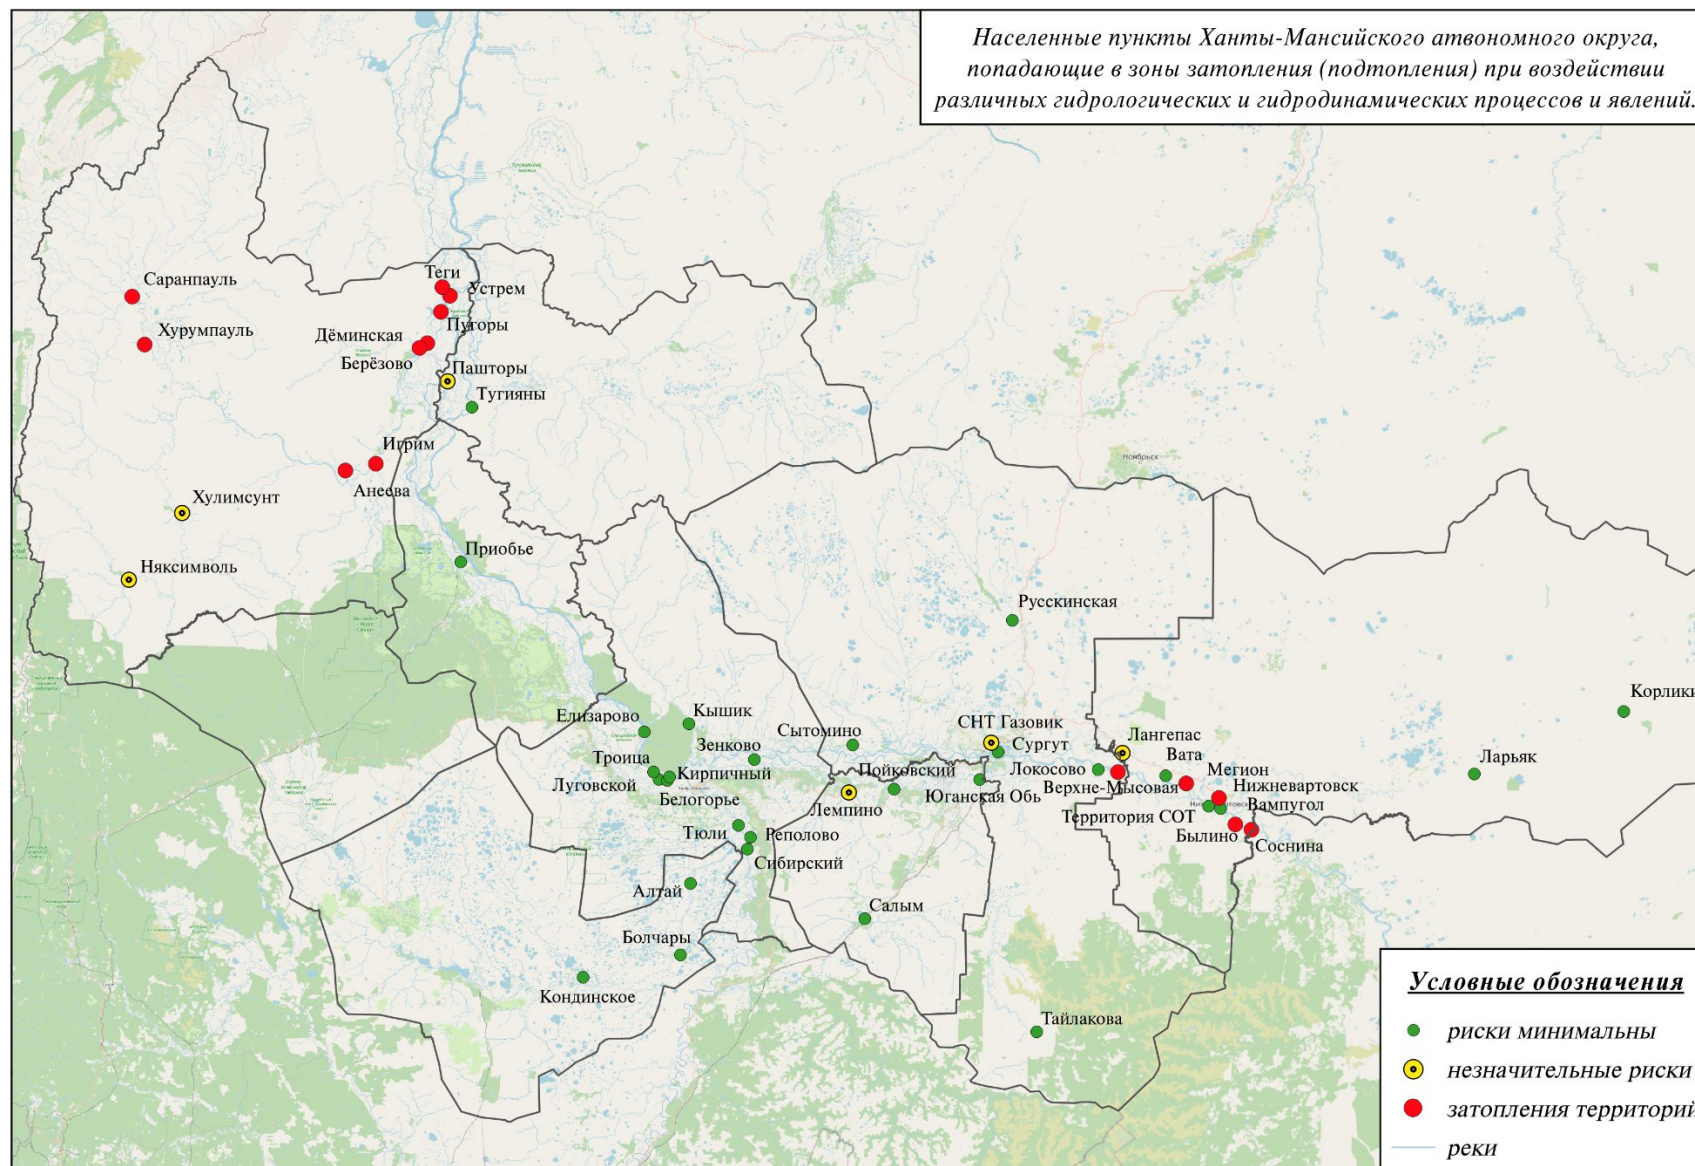 Населенные пункты Ханты-Мансийского атвономного округа,
попадающие в зоны затопления (подтопления) при воздействии
различных гидрологических и гидродинамических процессов и явлений.
Саранпауль
Теги
Устрем
Хурумпауль
Пугоры
Дёминская
Берёзово
Пашторы
Тугияны
Игрим
Анеева
Ноябрьск
Хулимсунт
Приобье
Няксимволь
Русскинская
Корлики
Елизарово
Кышик
Сытомино
СНТ Газовик
Сургут
Лангепас
Вата
Зенково
Троица
Кирпичный
Пойковский
Локосово
Мегион
Ларьяк
Луговской
Белогорье
Лемпино
Юганская Обь
Верхне-Мысовая
Нижневартовск
Вампугол
Территория СОТ
Тюли
Реполово
Былино
Соснина
Сибирский
Алтай
Салым
Болчары
Кондинское
Тайлакова
Условные обозначения
риски минимальны
незначительные риски
затопления территорий
реки